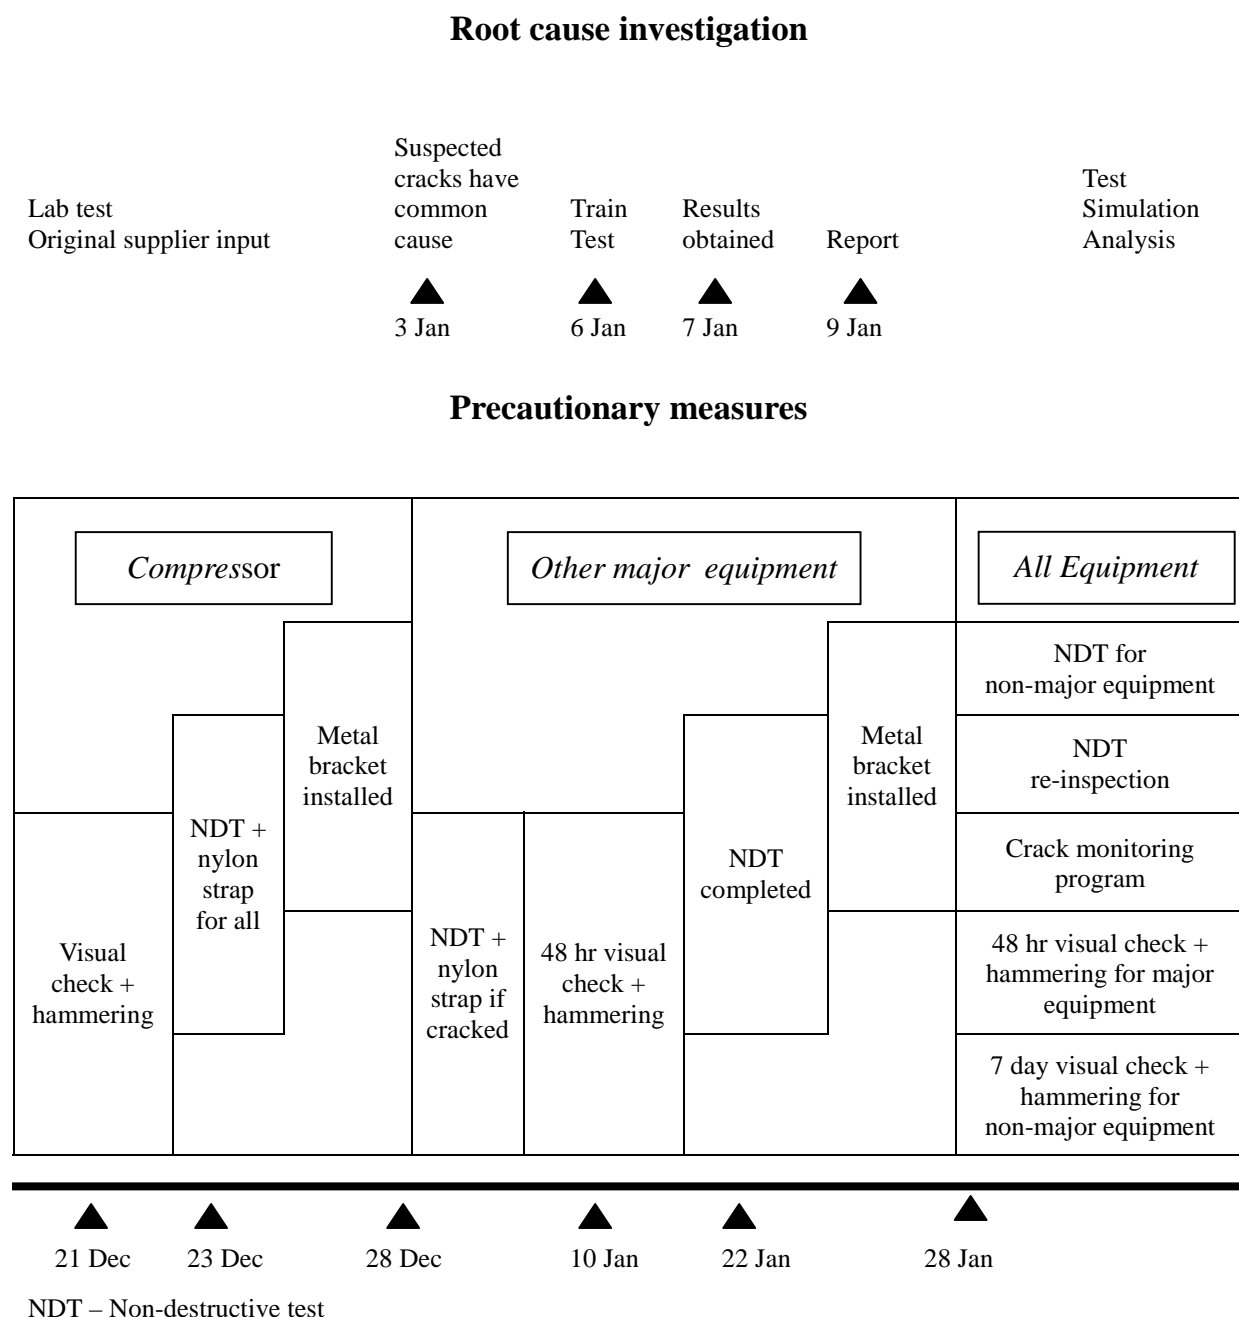 Root cause investigation
Lab test
Original supplier input
Suspected
cracks have
common
cause
Train
Test
Results
obtained
Report
Test
Simulation
Analysis
3 Jan
6 Jan
7 Jan
9 Jan
Precautionary measures
Compressor
Other major equipment
All Equipment
Visual
check +
hammering
NDT +
nylon
strap
for all
Metal
bracket
installed
NDT +
nylon
strap if
cracked
48 hr visual
check +
hammering
NDT
completed
Metal
bracket
installed
NDT for
non-major equipment
NDT
re-inspection
Crack monitoring
program
48 hr visual check +
hammering for major
equipment
7 day visual check +
hammering for
non-major equipment
21 Dec
23 Dec
28 Dec
10 Jan
22 Jan
28 Jan
NDT – Non-destructive test